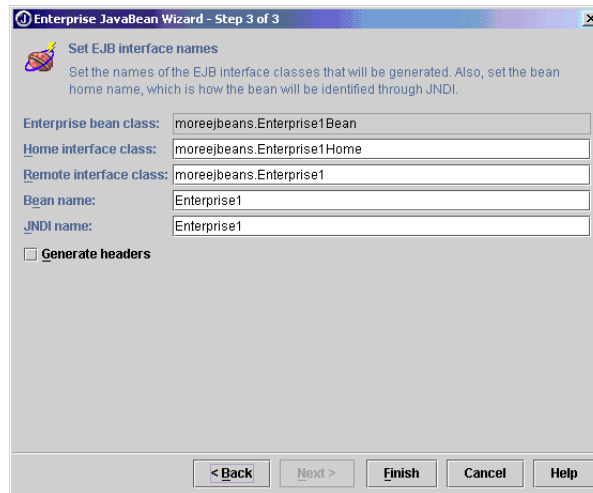 Enterprise JavaBean Wizard - Step 3 of 3
Set EJB interface names
Set the names of the EJB interface classes that will be generated. Also, set the bean
home name, which is how the bean will be identified through JNDI.
Enterprise bean class: moreejbeans.Enterprise1Bean
Home interface class: moreejbeans.Enterprise1Home
Remote interface class: moreejbeans.Enterprise1
Bean name: Enterprise1
JNDI name: Enterprise1
Generate headers
< Back Next > Finish Cancel Help